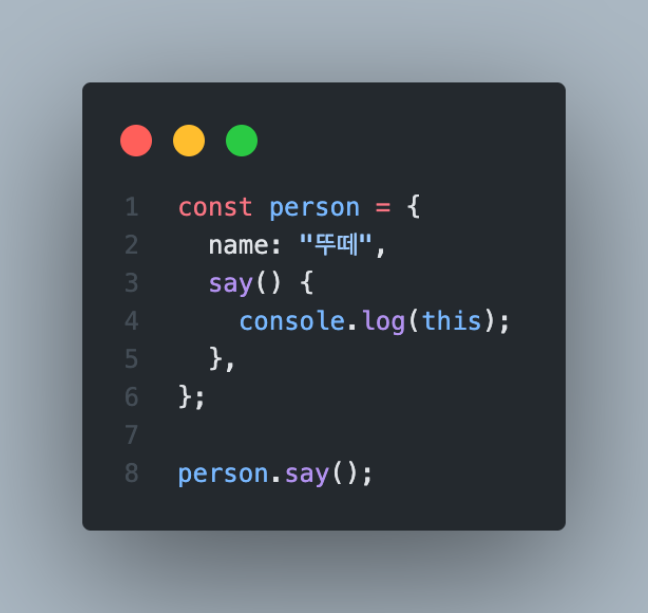 1 const person = {
2 name: "뚜떼",
3 say() {
4 console.log(this);
5 },
6 };
7
8 person.say();